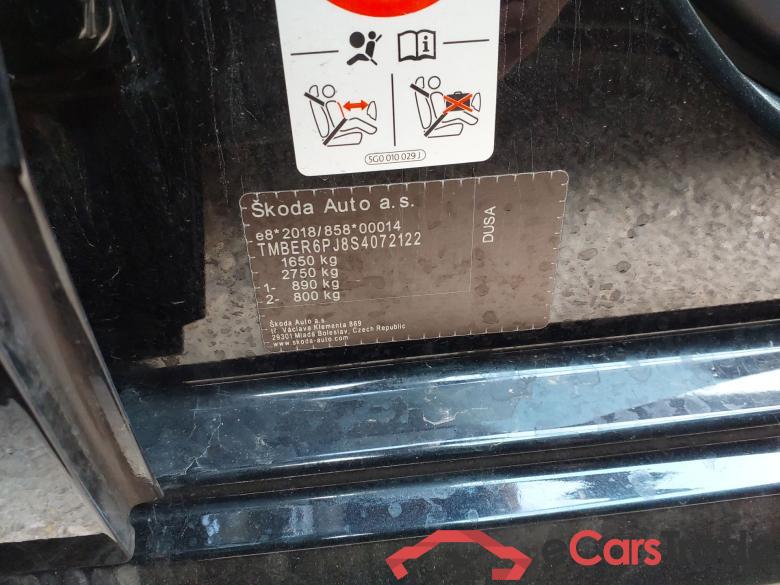 5G0 010 029 J
Škoda Auto a.s.
e8*2018/858*00014
TMBER6PJ8S4072122
1650 kg
2750 kg
1- 890 kg
2- 800 kg
DUSA
Škoda Auto a.s.
tř. Václava Klementa 869
29301 Mladá Boleslav, Czech Republic
www.skoda-auto.com
eCarsTrade